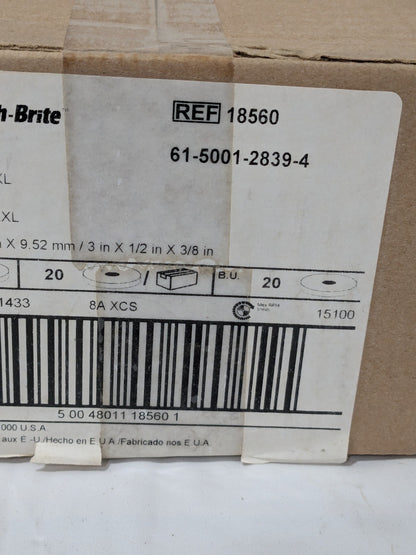 h-Brite™
REF 18560
61-5001-2839-4
XL
XL
X 9.52 mm / 3 in X 1/2 in X 3/8 in
20 / B.U. 20
1433 8A XCS 15100
5 00 48011 18560 1
000 U.S.A.
aux E.-U./Hecho en E.U.A./Fabricado nos E.U.A.